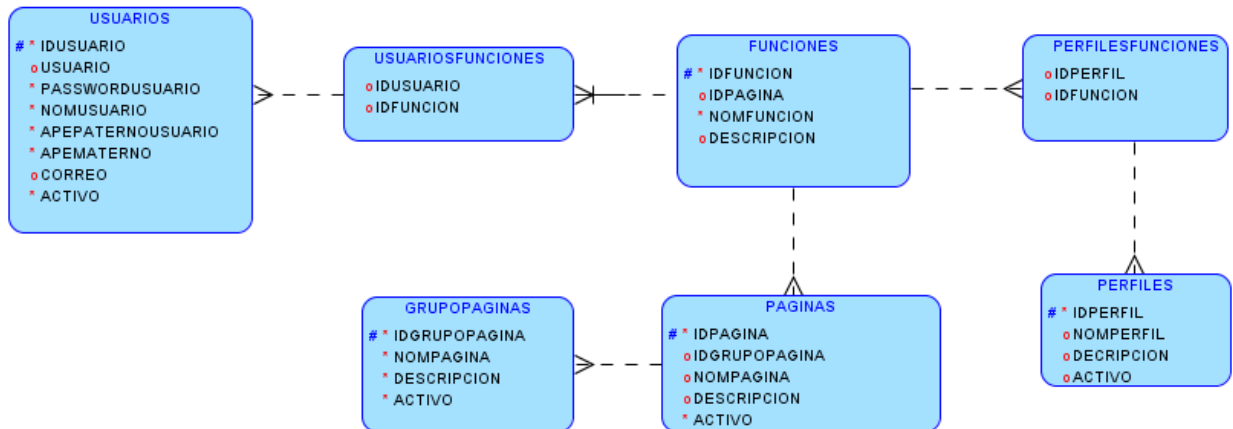 USUARIOS
# * IDUSUARIO
o USUARIO
* PASSWORDUSUARIO
* NOMUSUARIO
* APEPATERNOUSUARIO
* APEMATERNO
o CORREO
* ACTIVO
USUARIOSFUNCIONES
o IDUSUARIO
o IDFUNCION
FUNCIONES
# * IDFUNCION
o IDPAGINA
* NOMFUNCION
o DESCRIPCION
PERFILESFUNCIONES
o IDPERFIL
o IDFUNCION
GRUPOPAGINAS
# * IDGRUPOPAGINA
* NOMPAGINA
* DESCRIPCION
* ACTIVO
PAGINAS
# * IDPAGINA
o IDGRUPOPAGINA
o NOMPAGINA
o DESCRIPCION
* ACTIVO
PERFILES
# * IDPERFIL
o NOMPERFIL
o DECRIPCION
o ACTIVO